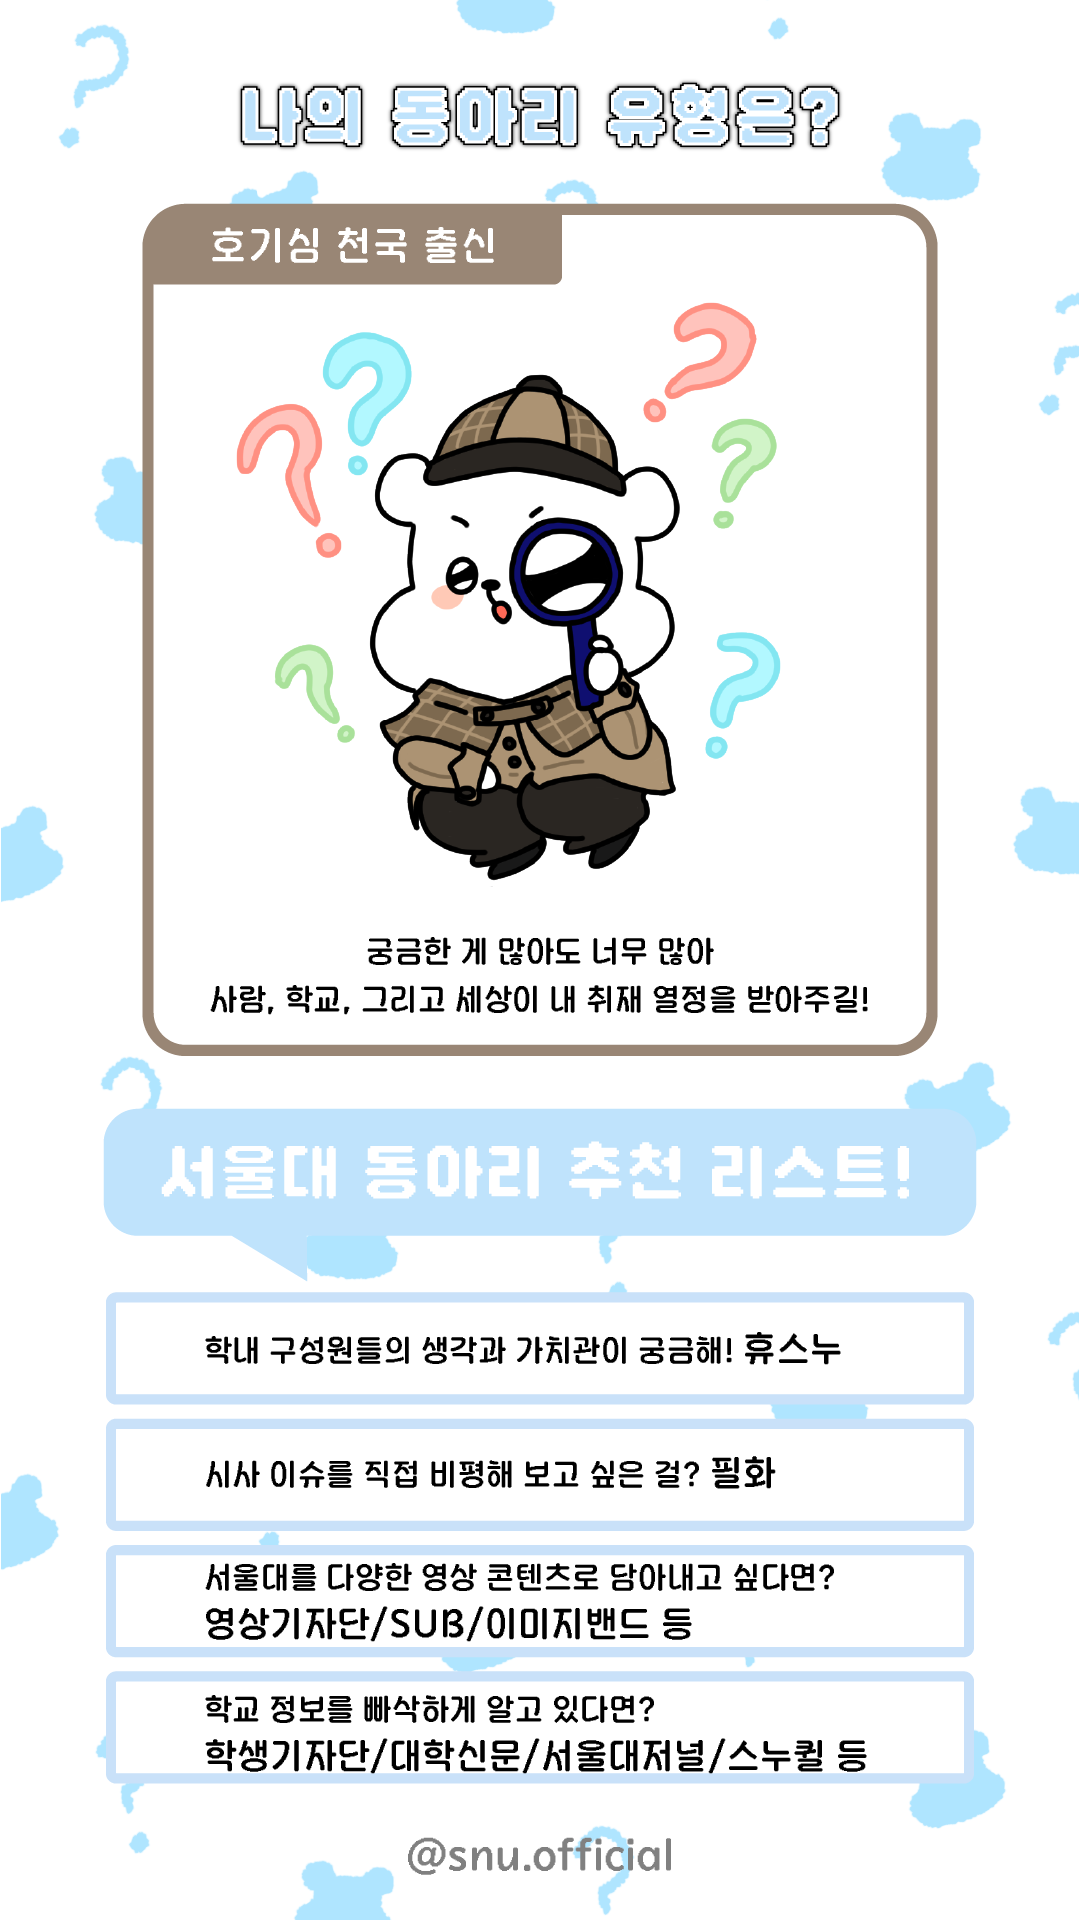 나의 동아리 유형은?
호기심 천국 출신
궁금한 게 많아도 너무 많아
사람, 학교, 그리고 세상이 내 취재 열정을 받아주길!
서울대 동아리 추천 리스트!
학내 구성원들의 생각과 가치관이 궁금해! 휴스누
시사 이슈를 직접 비평해 보고 싶은 걸? 필화
서울대를 다양한 영상 콘텐츠로 담아내고 싶다면?
영상기자단/SUB/이미지밴드 등
학교 정보를 빠삭하게 알고 있다면?
학생기자단/대학신문/서울대저널/스누퀼 등
@snu.official